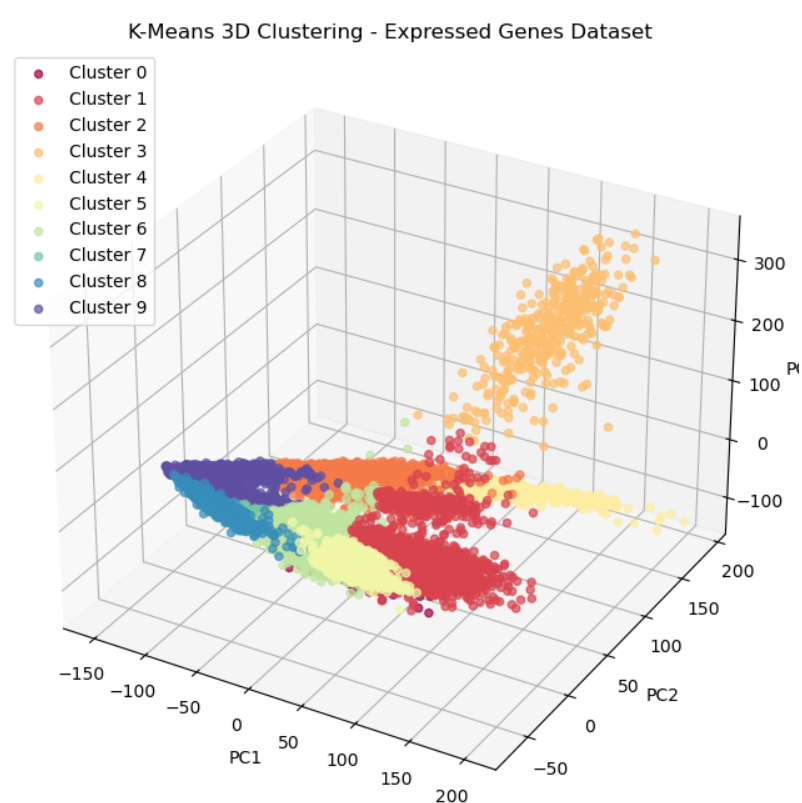 K-Means 3D Clustering - Expressed Genes Dataset
Cluster 0
Cluster 1
Cluster 2
Cluster 3
Cluster 4
Cluster 5
Cluster 6
Cluster 7
Cluster 8
Cluster 9
300
200
100
0
−100
200
150
100
50
0
−50
PC2
−150
−100
−50
0
50
100
150
200
PC1